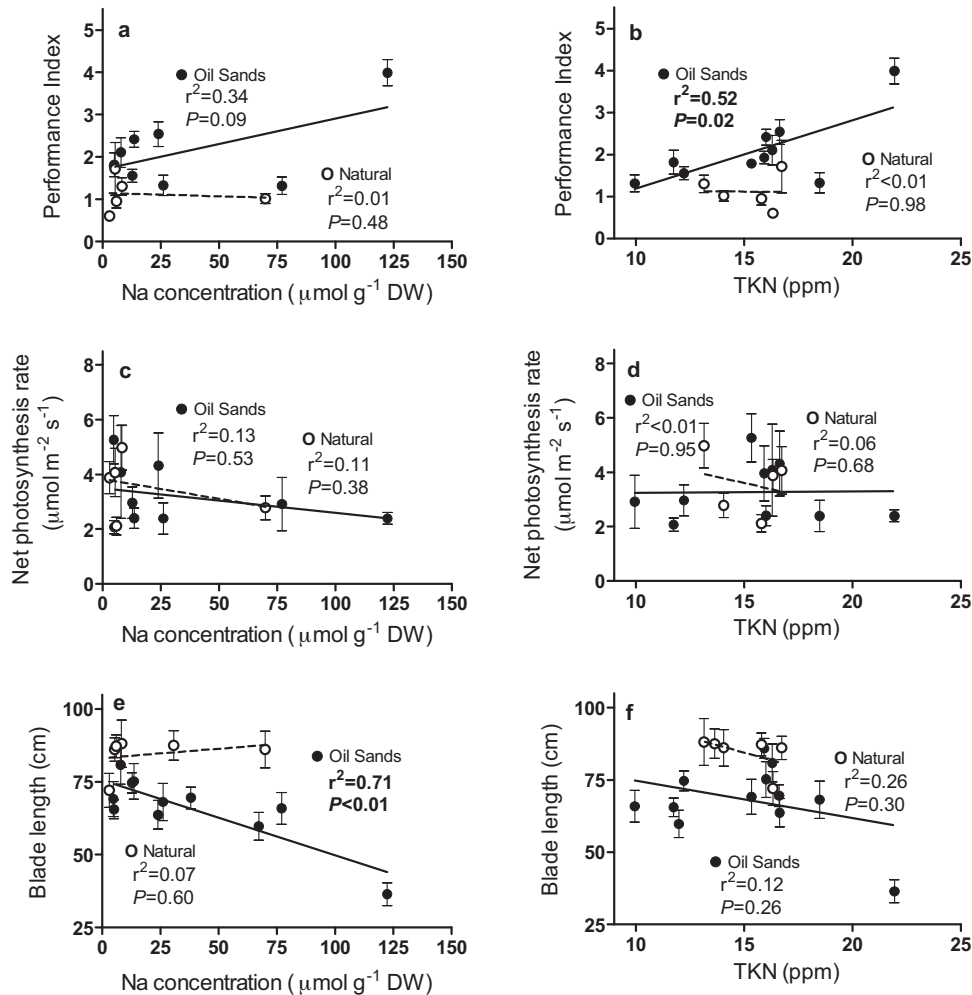 a
Performance Index
5
4
3
2
1
0
● Oil Sands
r²=0.34
P=0.09
O Natural
r²=0.01
P=0.48
0 25 50 75 100 125 150
Na concentration ( μmol g⁻¹ DW)
b
Performance Index
5
4
3
2
1
0
● Oil Sands
r²=0.52
P=0.02
O Natural
r²<0.01
P=0.98
10 15 20 25
TKN (ppm)
c
Net photosynthesis rate
(μmol m⁻² s⁻¹)
8
6
4
2
0
● Oil Sands
r²=0.13
P=0.53
O Natural
r²=0.11
P=0.38
0 25 50 75 100 125 150
Na concentration ( μmol g⁻¹ DW)
d
Net photosynthesis rate
(μmol m⁻² s⁻¹)
8
6
4
2
0
● Oil Sands
r²<0.01
P=0.95
O Natural
r²=0.06
P=0.68
10 15 20 25
TKN (ppm)
e
Blade length (cm)
100
75
50
25
● Oil Sands
r²=0.71
P<0.01
O Natural
r²=0.07
P=0.60
0 25 50 75 100 125 150
Na concentration ( μmol g⁻¹ DW)
f
Blade length (cm)
100
75
50
25
O Natural
r²=0.26
P=0.30
● Oil Sands
r²=0.12
P=0.26
10 15 20 25
TKN (ppm)